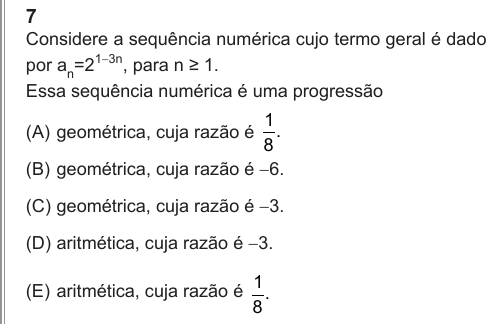 7
Considere a sequência numérica cujo termo geral é dado
por aₙ=2¹⁻³ⁿ, para n ≥ 1.
Essa sequência numérica é uma progressão
(A) geométrica, cuja razão é 1/8.
(B) geométrica, cuja razão é –6.
(C) geométrica, cuja razão é –3.
(D) aritmética, cuja razão é –3.
(E) aritmética, cuja razão é 1/8.